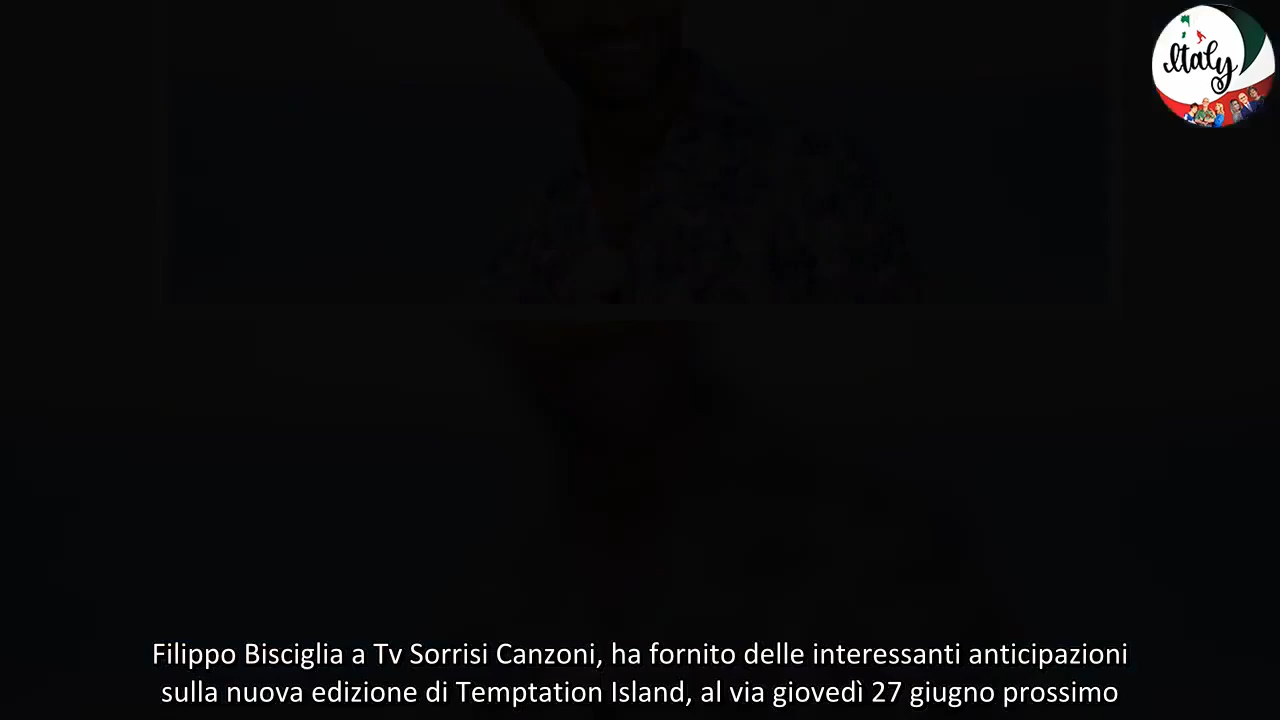 Italy
Filippo Bisciglia a Tv Sorrisi Canzoni, ha fornito delle interessanti anticipazioni
sulla nuova edizione di Temptation Island, al via giovedì 27 giugno prossimo